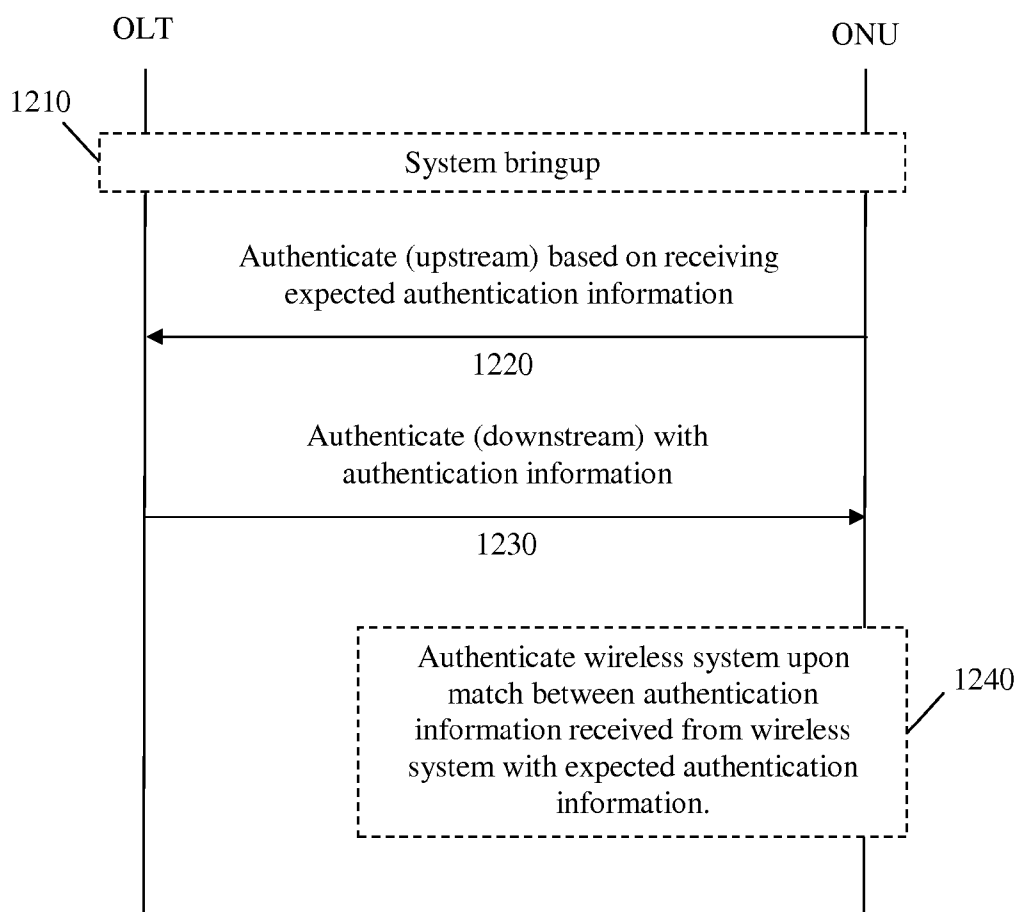 OLT
ONU
1210
System bringup
Authenticate (upstream) based on receiving
expected authentication information
1220
Authenticate (downstream) with
authentication information
1230
Authenticate wireless system upon
match between authentication
information received from wireless
system with expected authentication
information.
1240